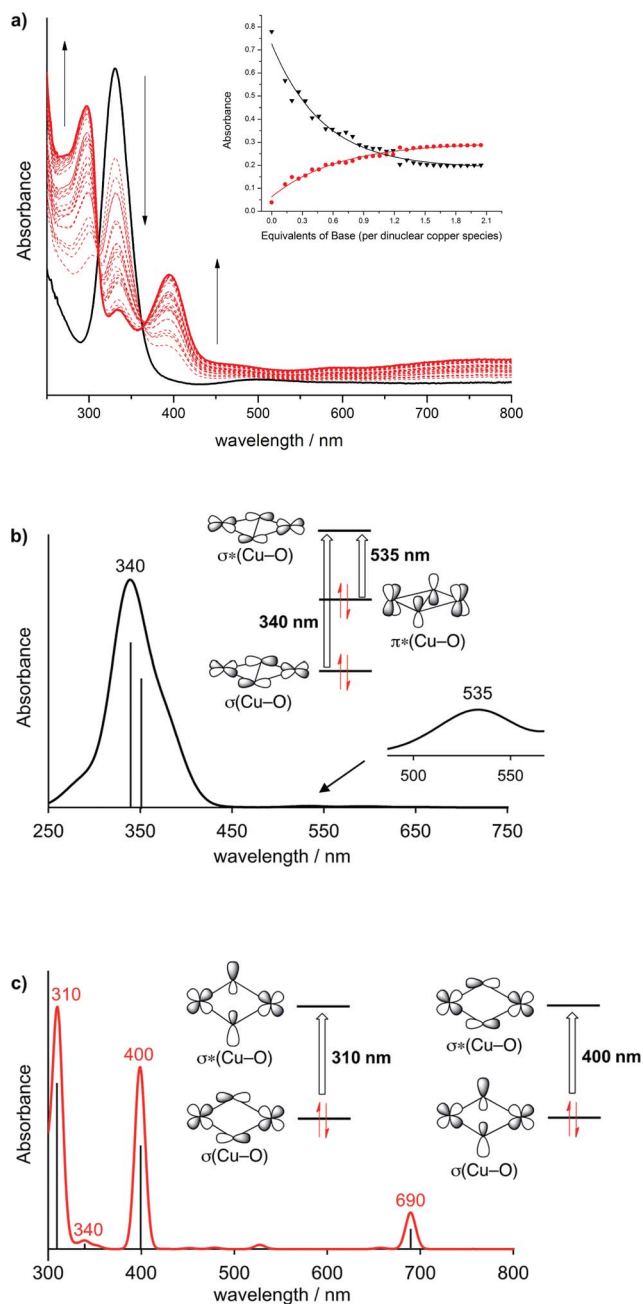 a)
Absorbance
300
400
500
600
700
800
wavelength / nm
Absorbance
0.8
0.7
0.6
0.5
0.4
0.3
0.2
0.1
0.0
0.0
0.3
0.6
0.9
1.2
1.5
1.8
2.1
Equivalents of Base (per dinuclear copper species)
b)
Absorbance
340
σ*(Cu–O)
535 nm
340 nm
π*(Cu–O)
σ(Cu–O)
535
500
550
250
350
450
550
650
750
wavelength / nm
c)
Absorbance
310
400
340
690
σ*(Cu–O)
310 nm
σ(Cu–O)
σ*(Cu–O)
400 nm
σ(Cu–O)
300
400
500
600
700
800
wavelength / nm